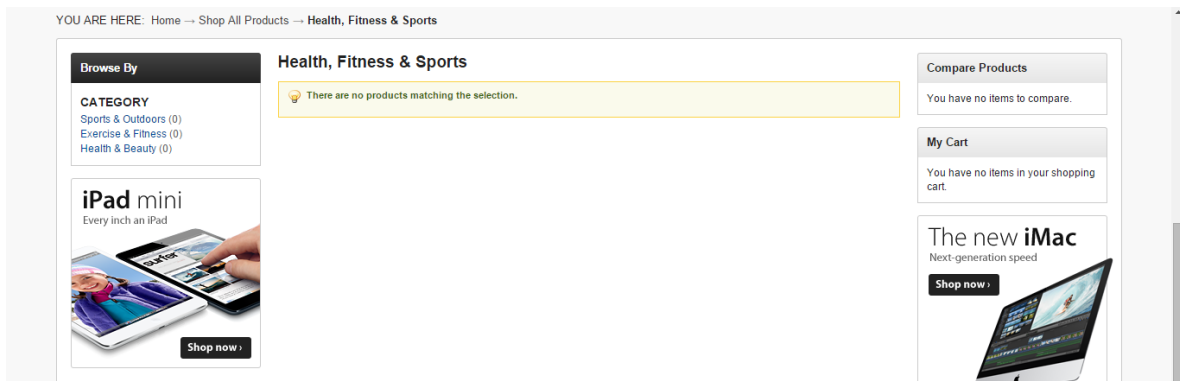 YOU ARE HERE: Home → Shop All Products → Health, Fitness & Sports
Browse By
CATEGORY
Sports & Outdoors (0)
Exercise & Fitness (0)
Health & Beauty (0)
iPad mini
Every inch an iPad
surfer
Shop now ›
Health, Fitness & Sports
There are no products matching the selection.
Compare Products
You have no items to compare.
My Cart
You have no items in your shopping
cart.
The new iMac
Next-generation speed
Shop now ›